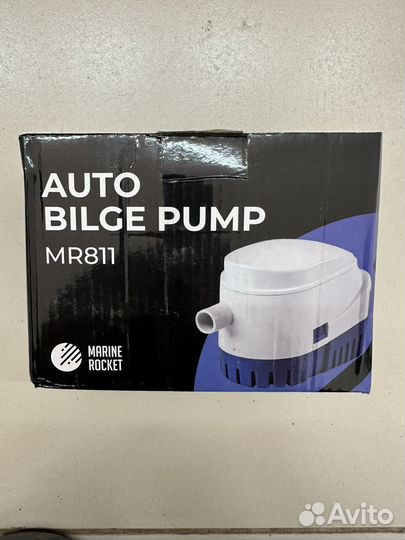 AUTO
BILGE PUMP
MR811
MARINE
ROCKET
Avito